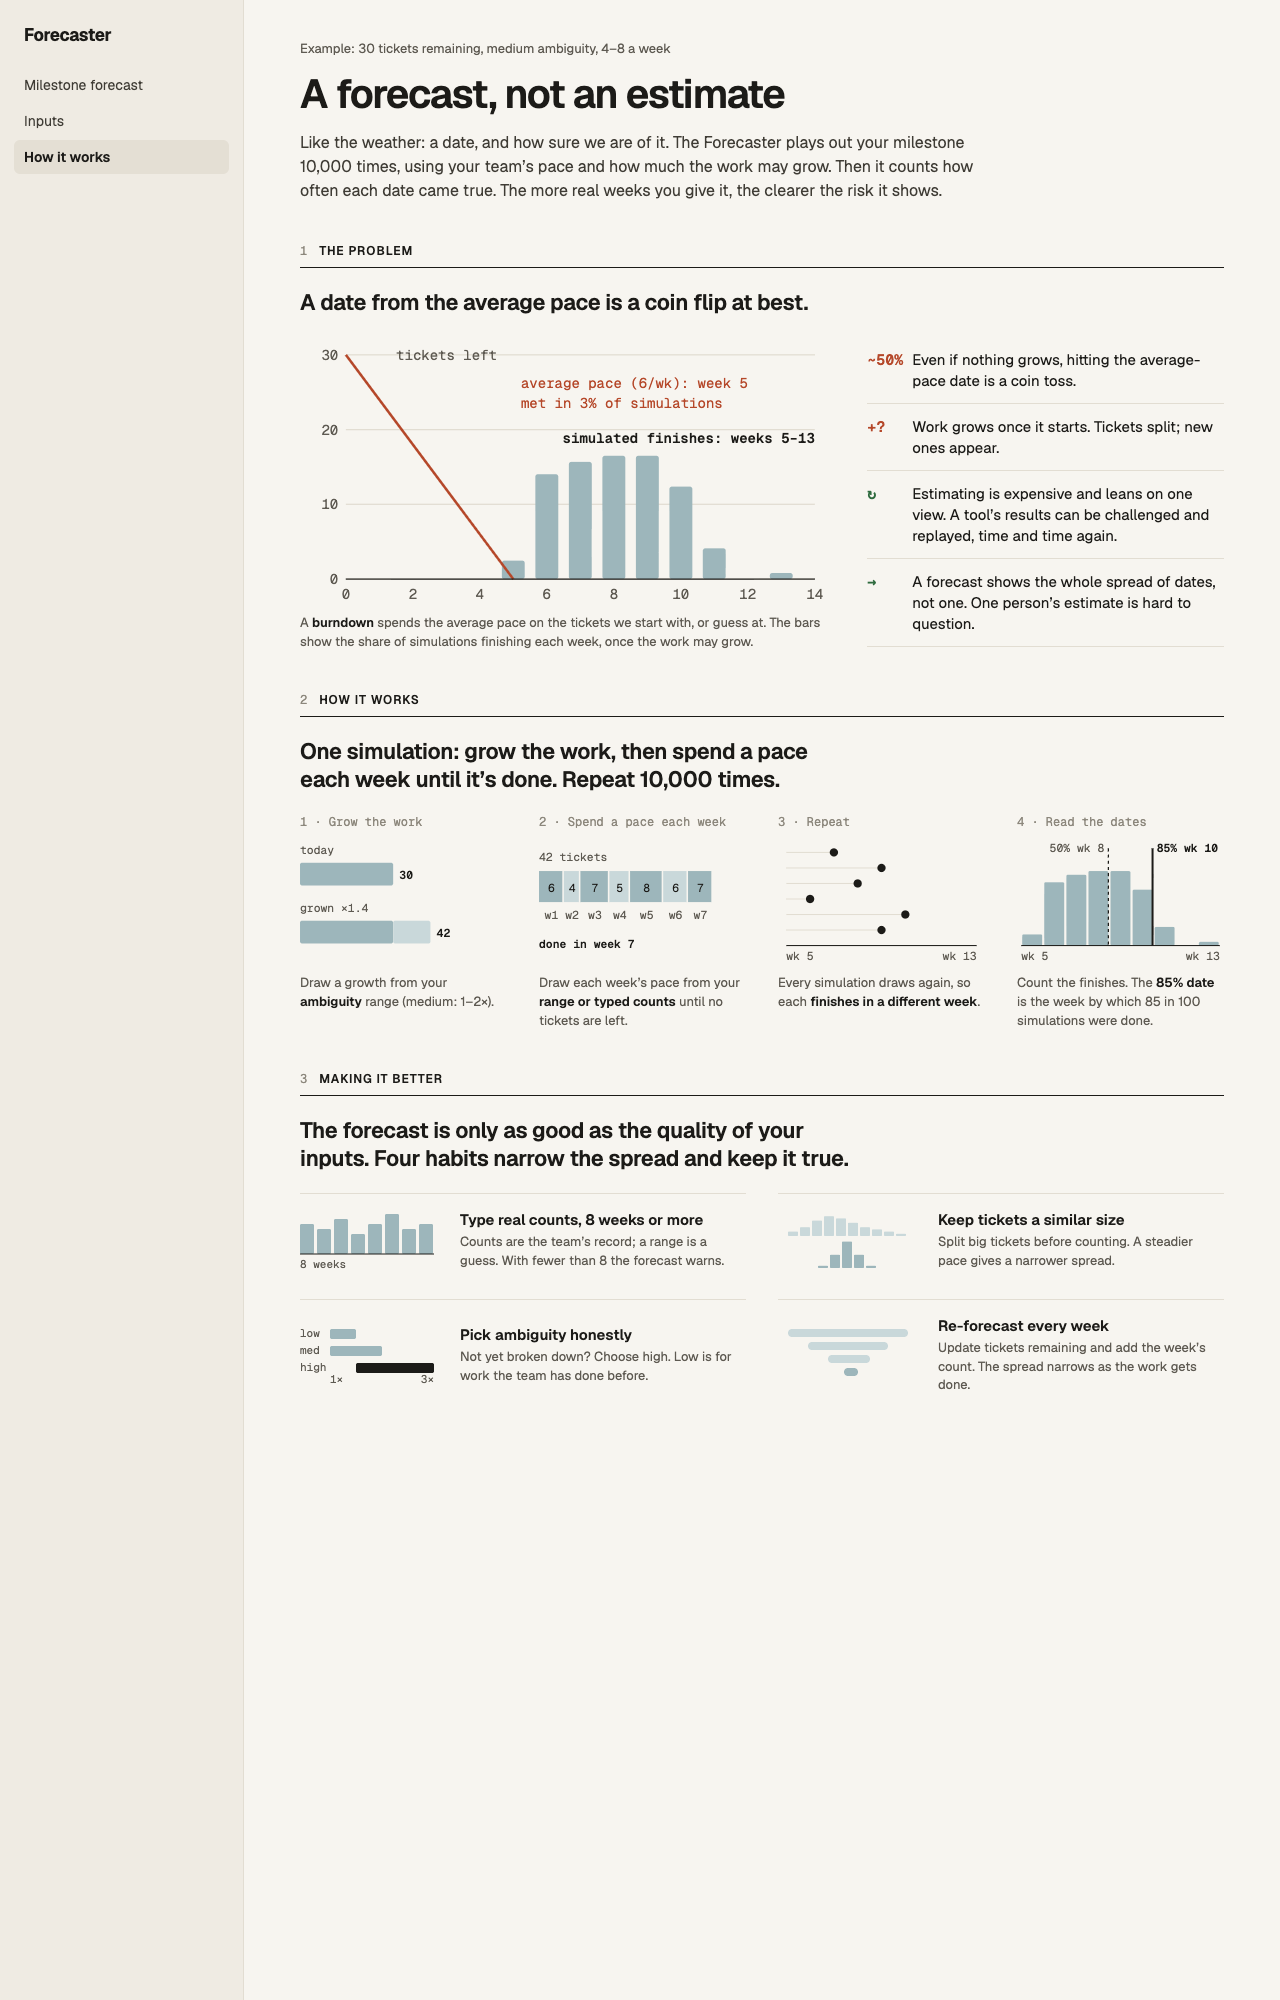 Forecaster
Milestone forecast
Inputs
How it works
Example: 30 tickets remaining, medium ambiguity, 4–8 a week
A forecast, not an estimate
Like the weather: a date, and how sure we are of it. The Forecaster plays out your milestone
10,000 times, using your team’s pace and how much the work may grow. Then it counts how
often each date came true. The more real weeks you give it, the clearer the risk it shows.
1 THE PROBLEM
A date from the average pace is a coin flip at best.
30
tickets left
average pace (6/wk): week 5
met in 3% of simulations
20
simulated finishes: weeks 5–13
10
0
0 2 4 6 8 10 12 14
A burndown spends the average pace on the tickets we start with, or guess at. The bars
show the share of simulations finishing each week, once the work may grow.
~50% Even if nothing grows, hitting the average-
pace date is a coin toss.
+? Work grows once it starts. Tickets split; new
ones appear.
↻ Estimating is expensive and leans on one
view. A tool’s results can be challenged and
replayed, time and time again.
→ A forecast shows the whole spread of dates,
not one. One person’s estimate is hard to
question.
2 HOW IT WORKS
One simulation: grow the work, then spend a pace
each week until it’s done. Repeat 10,000 times.
1 · Grow the work
today
30
grown ×1.4
42
Draw a growth from your
ambiguity range (medium: 1–2×).
2 · Spend a pace each week
42 tickets
6 4 7 5 8 6 7
w1 w2 w3 w4 w5 w6 w7
done in week 7
Draw each week’s pace from your
range or typed counts until no
tickets are left.
3 · Repeat
wk 5 wk 13
Every simulation draws again, so
each finishes in a different week.
4 · Read the dates
50% wk 8 85% wk 10
wk 5 wk 13
Count the finishes. The 85% date
is the week by which 85 in 100
simulations were done.
3 MAKING IT BETTER
The forecast is only as good as the quality of your
inputs. Four habits narrow the spread and keep it true.
8 weeks
Type real counts, 8 weeks or more
Counts are the team’s record; a range is a
guess. With fewer than 8 the forecast warns.
Keep tickets a similar size
Split big tickets before counting. A steadier
pace gives a narrower spread.
low
med
high
1× 3×
Pick ambiguity honestly
Not yet broken down? Choose high. Low is for
work the team has done before.
Re-forecast every week
Update tickets remaining and add the week’s
count. The spread narrows as the work gets
done.